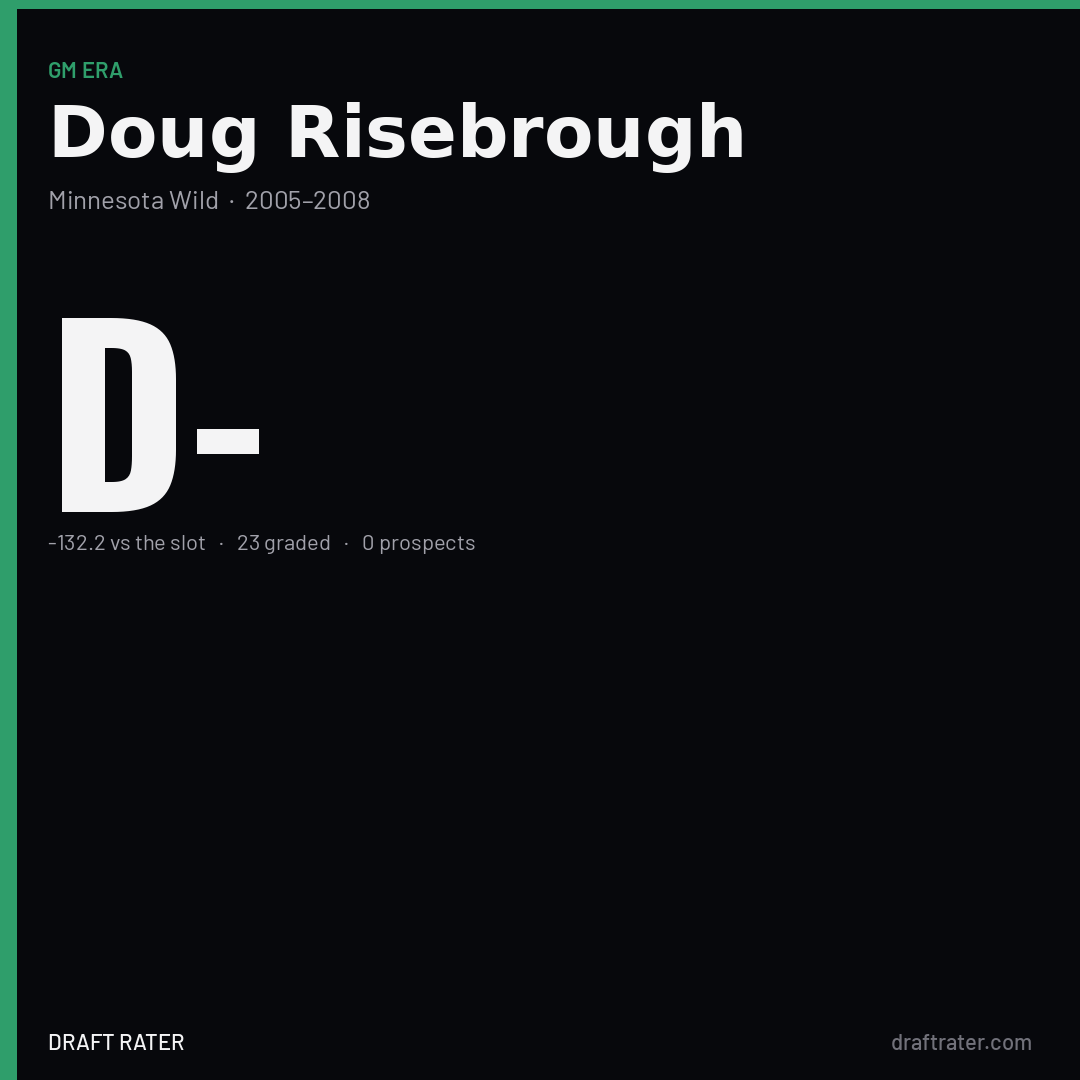 GM ERA
Doug Risebrough
Minnesota Wild · 2005–2008
D-
-132.2 vs the slot · 23 graded · 0 prospects
DRAFT RATER
draftrater.com